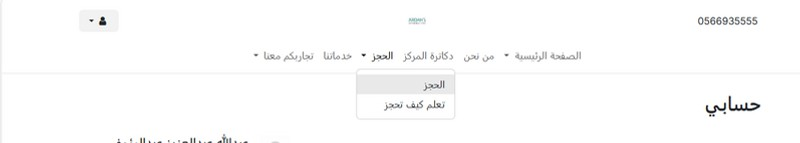 0566935555
الصفحة الرئيسية من نحن دكاترة المركز الحجز خدماتنا تجاربكم معنا
الحجز
تعلم كيف تحجز
حسابي